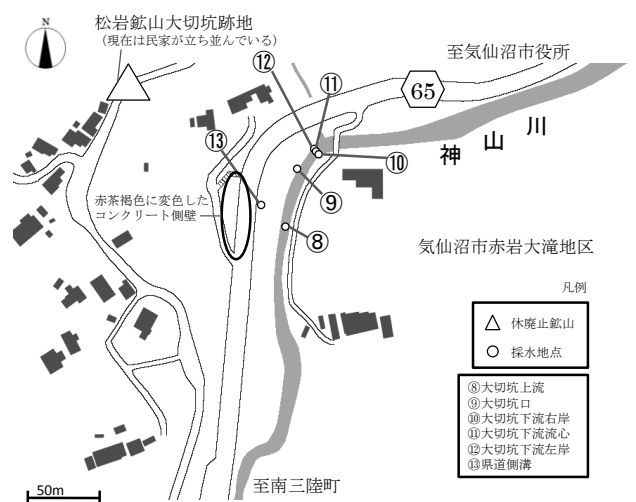 N
松岩鉱山大切坑跡地
(現在は民家が立ち並んでいる)
至気仙沼市役所
65
⑫
⑪
⑬
⑩
神山川
⑨
赤茶褐色に変色した
コンクリート側壁
⑧
気仙沼市赤岩大滝地区
凡例
休廃止鉱山
採水地点
⑧大切坑上流
⑨大切坑口
⑩大切坑下流右岸
⑪大切坑下流流心
⑫大切坑下流左岸
⑬県道側溝
至南三陸町
50m